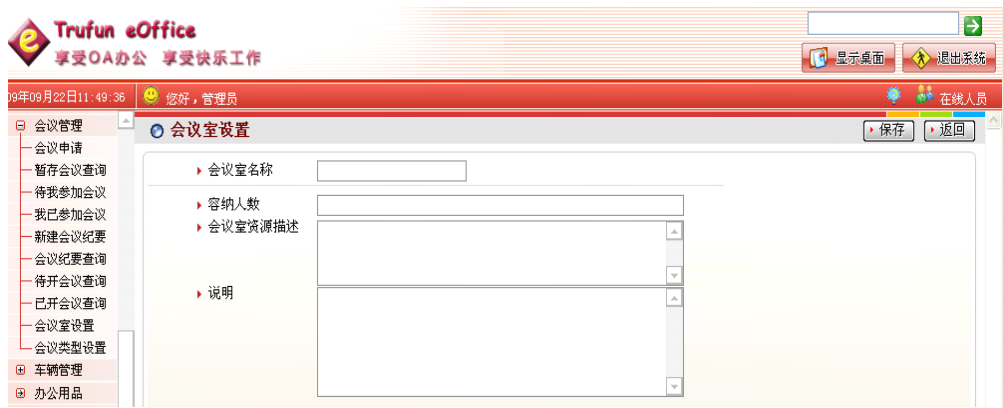 Trufun eOffice
享受OA办公 享受快乐工作
显示桌面
退出系统
09年09月22日11:49:36
您好,管理员
在线人员
会议管理
会议申请
暂存会议查询
待我参加会议
我已参加会议
新建会议纪要
会议纪要查询
待开会议查询
已开会议查询
会议室设置
会议类型设置
车辆管理
办公用品
会议室设置
保存
返回
会议室名称
容纳人数
会议室资源描述
说明